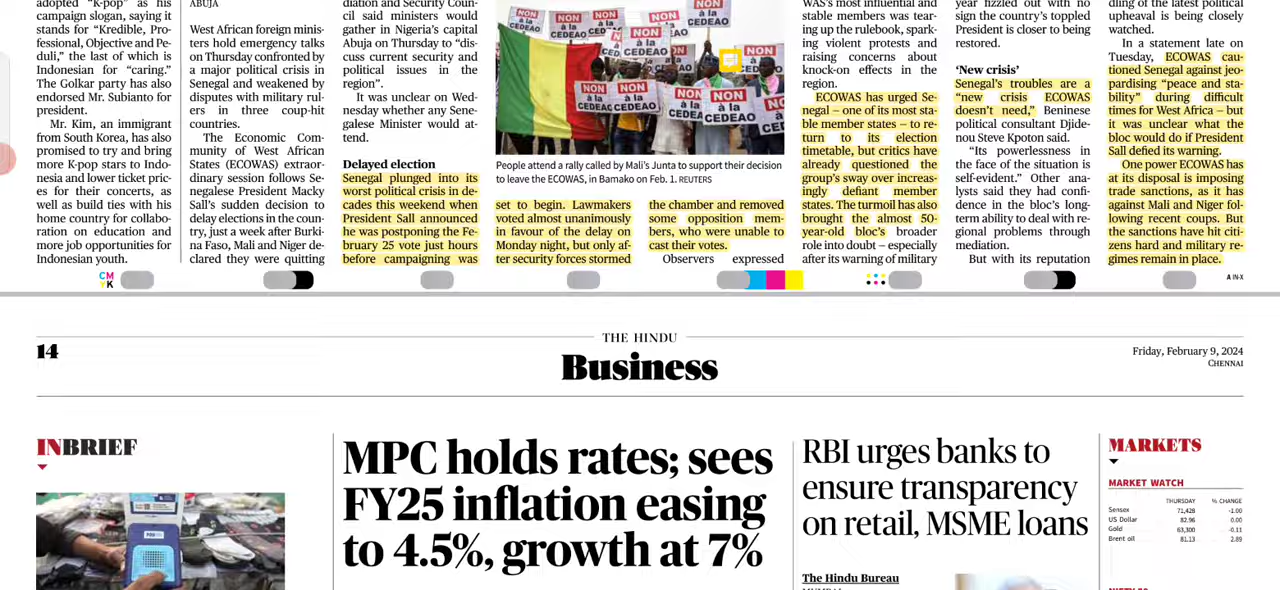 adopted “K-pop” as his
campaign slogan, saying it
stands for “Kredible, Pro-
fessional, Objective and Pe-
duli,” the last of which is
Indonesian for “caring.”
The Golkar party has also
endorsed Mr. Subianto for
president.
Mr. Kim, an immigrant
from South Korea, has also
promised to try and bring
more K-pop stars to Indo-
nesia and lower ticket pric-
es for their concerts, as
well as build ties with his
home country for collabo-
ration on education and
more job opportunities for
Indonesian youth.
ABUJA
West African foreign minis-
ters hold emergency talks
on Thursday confronted by
a major political crisis in
Senegal and weakened by
disputes with military rul-
ers in three coup-hit
countries.
The Economic Com-
munity of West African
States (ECOWAS) extraor-
dinary session follows Se-
negalese President Macky
Sall’s sudden decision to
delay elections in the coun-
try, just a week after Burki-
na Faso, Mali and Niger de-
clared they were quitting
diation and Security Coun-
cil said ministers would
gather in Nigeria’s capital
Abuja on Thursday to “dis-
cuss current security and
political issues in the
region”.
It was unclear on Wed-
nesday whether any Sene-
galese Minister would at-
tend.
Delayed election
Senegal plunged into its
worst political crisis in de-
cades this weekend when
President Sall announced
he was postponing the Fe-
bruary 25 vote just hours
before campaigning was
NON
à la
CEDEAO
NON
à la
CEDEAO
NON
à la
CEDEAO
NON
à la
CEDEAO
People attend a rally called by Mali’s Junta to support their decision
to leave the ECOWAS, in Bamako on Feb. 1. REUTERS
set to begin. Lawmakers
voted almost unanimously
in favour of the delay on
Monday night, but only af-
ter security forces stormed
the chamber and removed
some opposition mem-
bers, who were unable to
cast their votes.
Observers expressed
WAS’s most influential and
stable members was tear-
ing up the rulebook, spark-
ing violent protests and
raising concerns about
knock-on effects in the
region.
ECOWAS has urged Se-
negal – one of its most sta-
ble member states – to re-
turn to its election
timetable, but critics have
already questioned the
group’s sway over increas-
ingly defiant member
states. The turmoil has also
brought the almost 50-
year-old bloc’s broader
role into doubt – especially
after its warning of military
year fizzled out with no
sign the country’s toppled
President is closer to being
restored.
‘New crisis’
Senegal’s troubles are a
“new crisis ECOWAS
doesn’t need,” Beninese
political consultant Djide-
nou Steve Kpoton said.
“Its powerlessness in
the face of the situation is
self-evident.” Other ana-
lysts said they had confi-
dence in the bloc’s long-
term ability to deal with re-
gional problems through
mediation.
But with its reputation
dling of the latest political
upheaval is being closely
watched.
In a statement late on
Tuesday, ECOWAS cau-
tioned Senegal against jeo-
pardising “peace and sta-
bility” during difficult
times for West Africa – but
it was unclear what the
bloc would do if President
Sall defied its warning.
One power ECOWAS has
at its disposal is imposing
trade sanctions, as it has
against Mali and Niger fol-
lowing recent coups. But
the sanctions have hit citi-
zens hard and military re-
gimes remain in place.
CM
YK
A IN-X
14
THE HINDU
Business
Friday, February 9, 2024
CHENNAI
INBRIEF
MPC holds rates; sees
FY25 inflation easing
to 4.5%, growth at 7%
RBI urges banks to
ensure transparency
on retail, MSME loans
The Hindu Bureau
MARKETS
MARKET WATCH
THURSDAY % CHANGE
Sensex 71,428 -1.00
US Dollar 82.96 0.00
Gold 63,300 -0.11
Brent oil 81.13 2.89